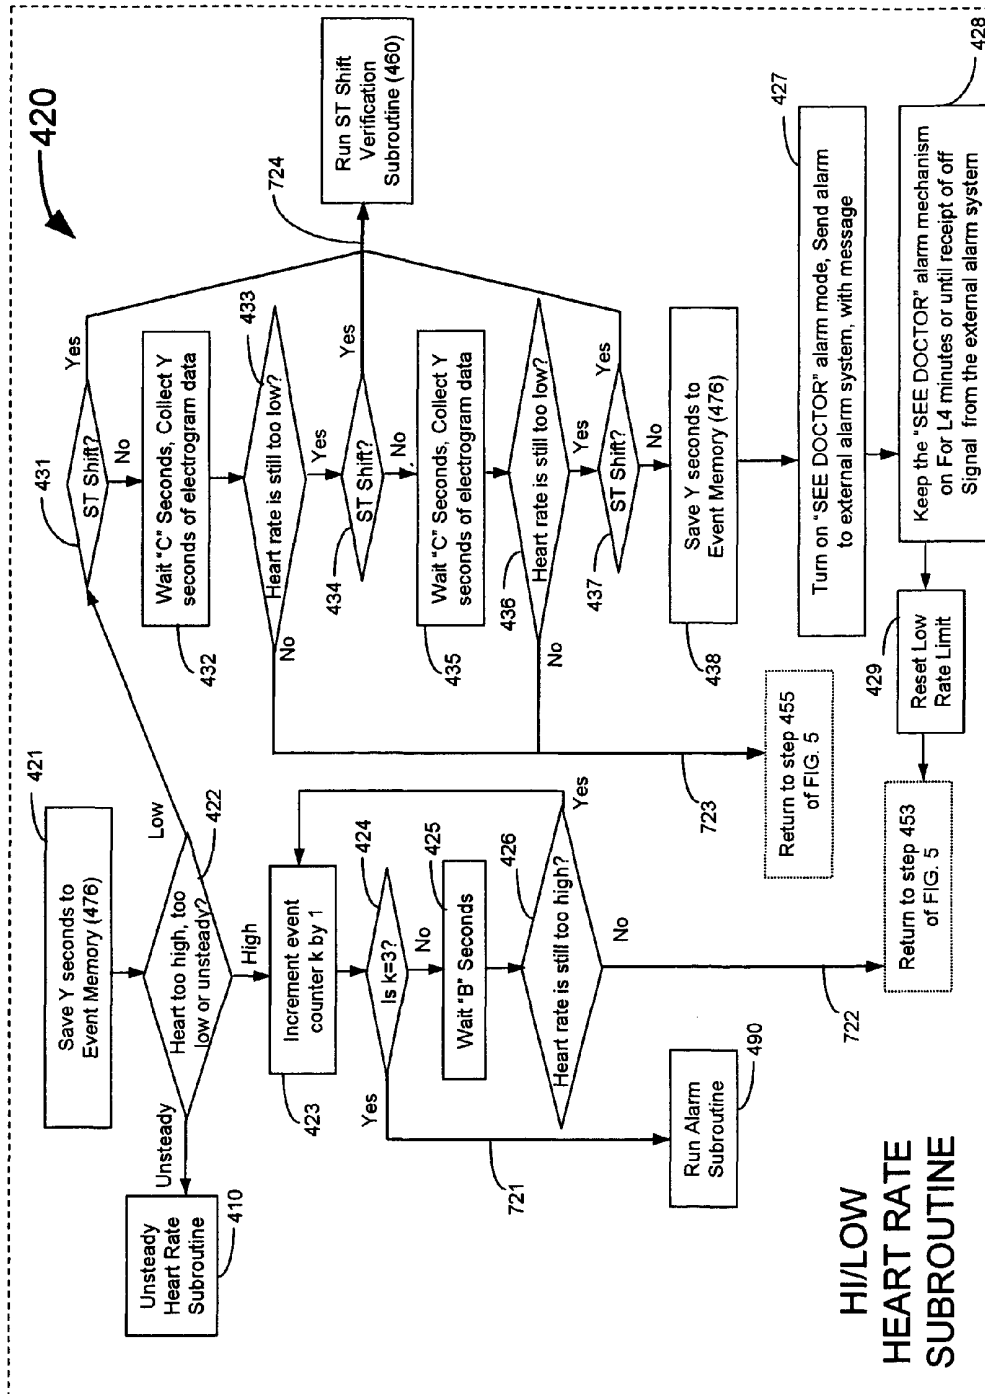 420
421
Save Y seconds to
Event Memory (476)
Heart too high, too
low or unsteady?
422
Unsteady
Low
High
Unsteady
Heart Rate
Subroutine
410
Increment event
counter k by 1
423
Is k=3?
424
Yes
No
Wait "B" Seconds
425
Heart rate is still too high?
426
Yes
No
721
Run Alarm
Subroutine
490
722
Return to step 453
of FIG. 5
431
ST Shift?
Yes
No
Wait "C" Seconds, Collect Y
seconds of electrogram data
432
Heart rate is still too low?
433
No
Yes
ST Shift?
434
Yes
No
Wait "C" Seconds, Collect Y
seconds of electrogram data
435
Heart rate is still too low?
436
No
Yes
ST Shift?
437
Yes
No
Save Y seconds to
Event Memory (476)
438
723
Return to step 455
of FIG. 5
724
Run ST Shift
Verification
Subroutine (460)
Turn on "SEE DOCTOR" alarm mode, Send alarm
to external alarm system, with message
427
Keep the "SEE DOCTOR" alarm mechanism
on For L4 minutes or until receipt of off
Signal from the external alarm system
428
Reset Low
Rate Limit
429
HI/LOW
HEART RATE
SUBROUTINE